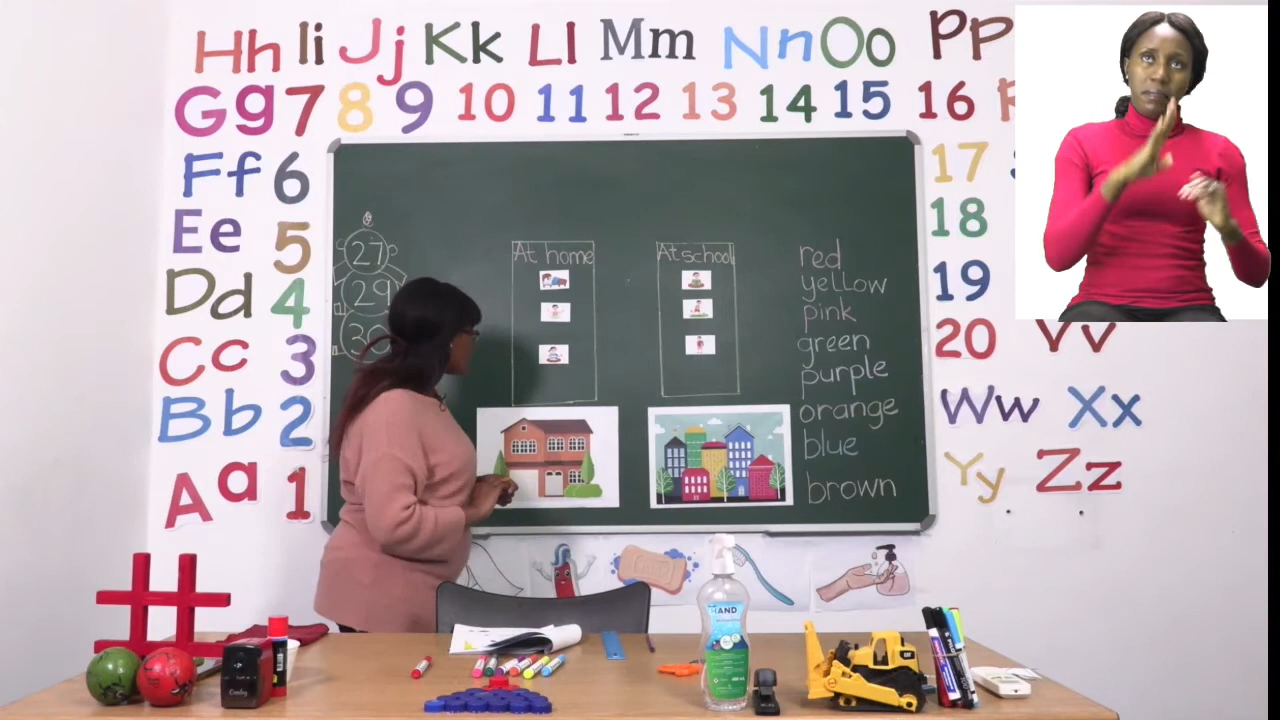 Hh Ii Jj Kk Ll Mm Nn Oo Pp
Gg 7 8 9 10 11 12 13 14 15 16
Ff 6
17
Ee 5
18
Dd 4
19
Cc 3
20
Vv
Bb 2
Ww Xx
Aa 1
Yy Zz
27
29
30
At home
At school
red
yellow
pink
green
purple
orange
blue
brown
HAND
CAT